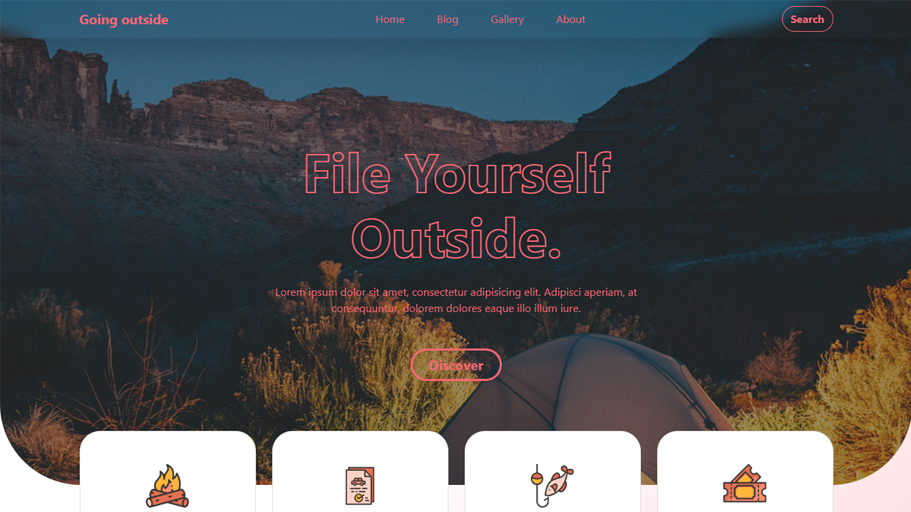 Going outside
Home
Blog
Gallery
About
Search
File Yourself
Outside.
Lorem ipsum dolor sit amet, consectetur adipisicing elit. Adipisci aperiam, at
consequuntur, dolorem dolores eaque illo illum iure.
Discover